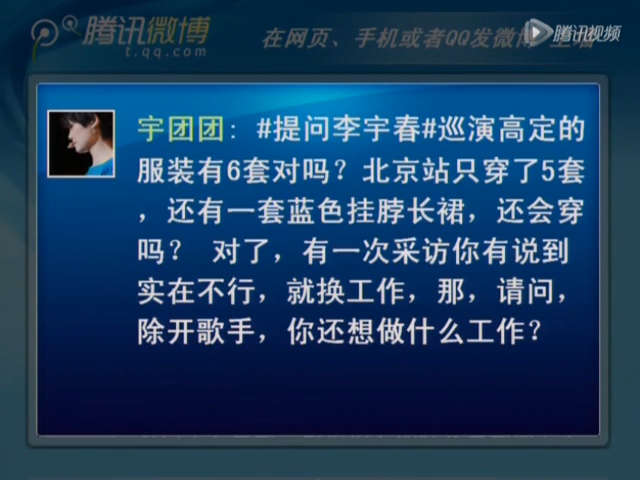 腾讯微博
t.qq.com
在网页、手机或者QQ发微博
腾讯视频
宇团团: #提问李宇春#巡演高定的
服装有6套对吗？北京站只穿了5套
，还有一套蓝色挂脖长裙，还会穿
吗？ 对了，有一次采访你有说到
实在不行，就换工作，那，请问，
除开歌手，你还想做什么工作？